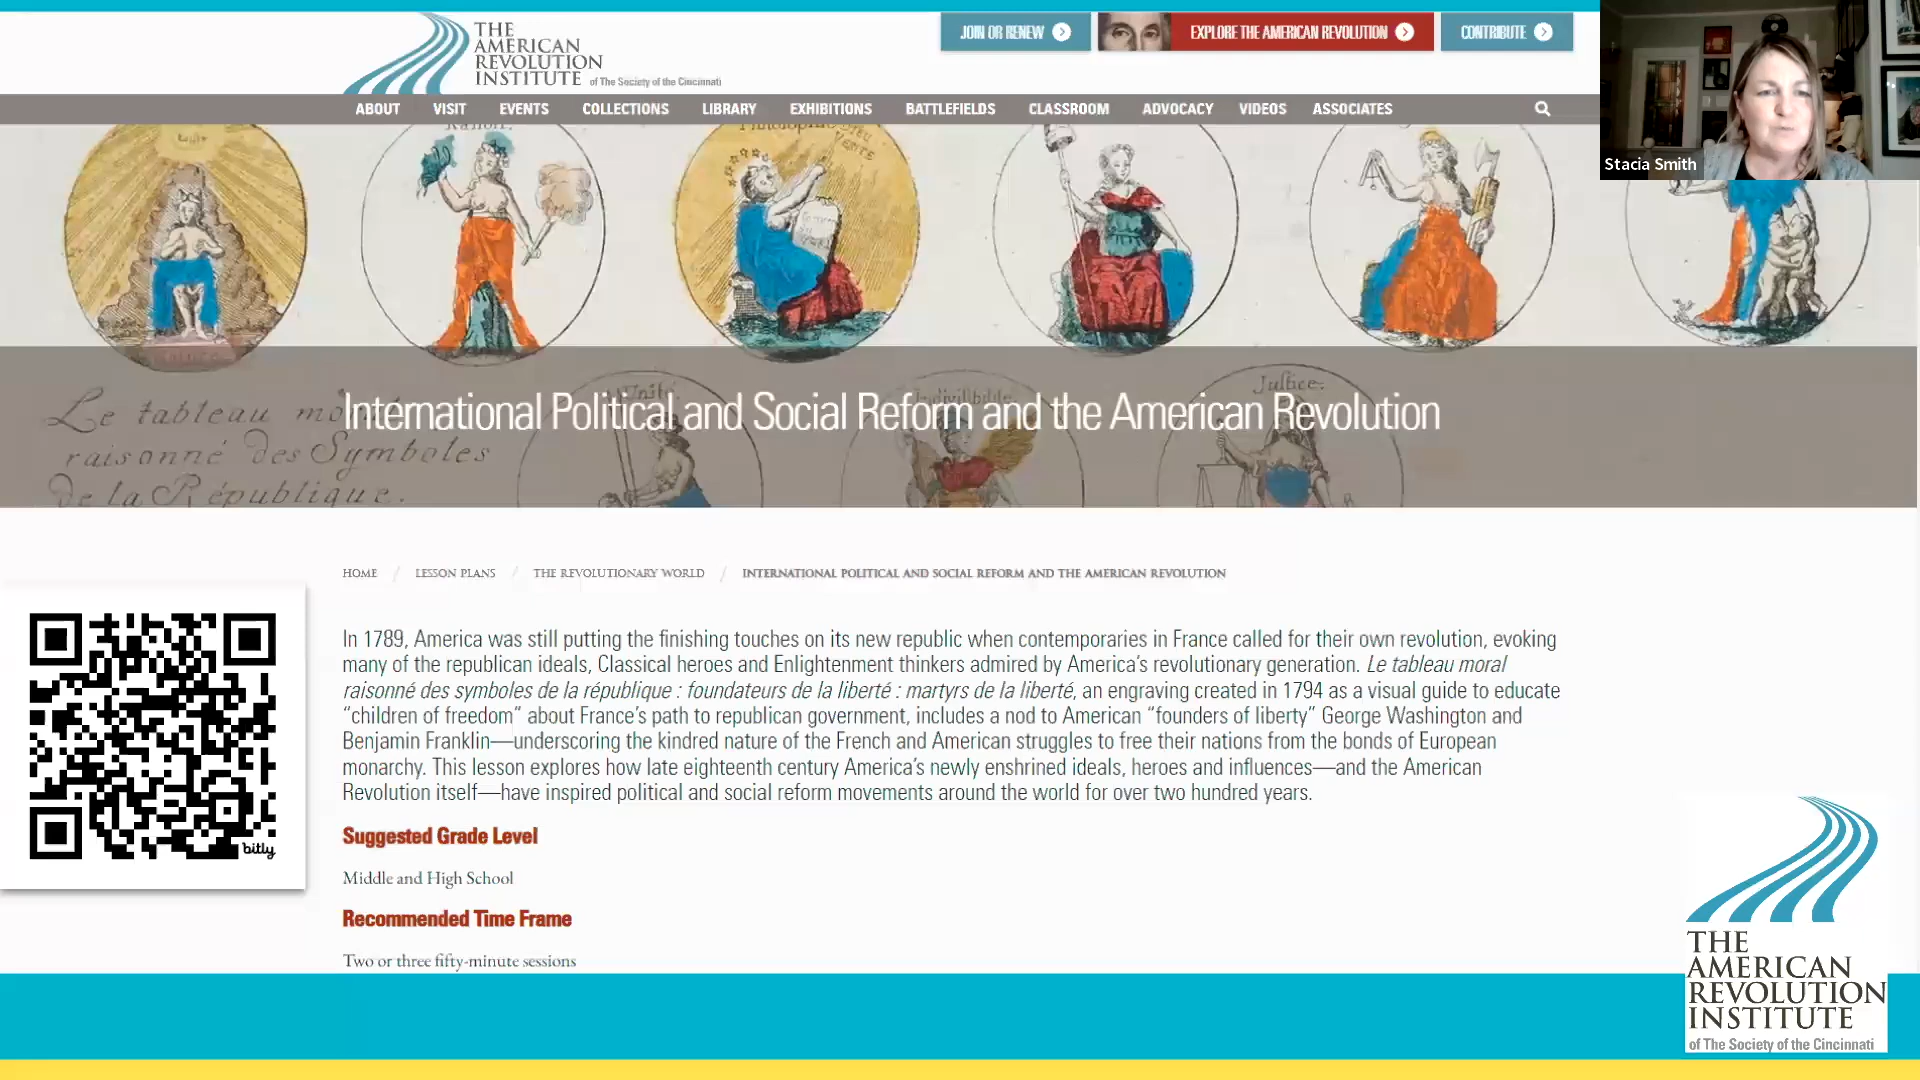 THE
AMERICAN
REVOLUTION
INSTITUTE of The Society of the Cincinnati
JOIN OR RENEW
EXPLORE THE AMERICAN REVOLUTION
CONTRIBUTE
ABOUT VISIT EVENTS COLLECTIONS LIBRARY EXHIBITIONS BATTLEFIELDS CLASSROOM ADVOCACY VIDEOS ASSOCIATES
Stacia Smith
Raison.
Nature
Unité.
Indivisibilité.
Justice.
Le tableau moral
raisonné des Symboles
de la République.
International Political and Social Reform and the American Revolution
HOME / LESSON PLANS / THE REVOLUTIONARY WORLD / INTERNATIONAL POLITICAL AND SOCIAL REFORM AND THE AMERICAN REVOLUTION
In 1789, America was still putting the finishing touches on its new republic when contemporaries in France called for their own revolution, evoking
many of the republican ideals, Classical heroes and Enlightenment thinkers admired by America’s revolutionary generation. Le tableau moral
raisonné des symboles de la république : foundateurs de la liberté : martyrs de la liberté, an engraving created in 1794 as a visual guide to educate
“children of freedom” about France’s path to republican government, includes a nod to American “founders of liberty” George Washington and
Benjamin Franklin—underscoring the kindred nature of the French and American struggles to free their nations from the bonds of European
monarchy. This lesson explores how late eighteenth century America’s newly enshrined ideals, heroes and influences—and the American
Revolution itself—have inspired political and social reform movements around the world for over two hundred years.
Suggested Grade Level
Middle and High School
Recommended Time Frame
Two or three fifty-minute sessions
bitly
THE
AMERICAN
REVOLUTION
INSTITUTE
of The Society of the Cincinnati